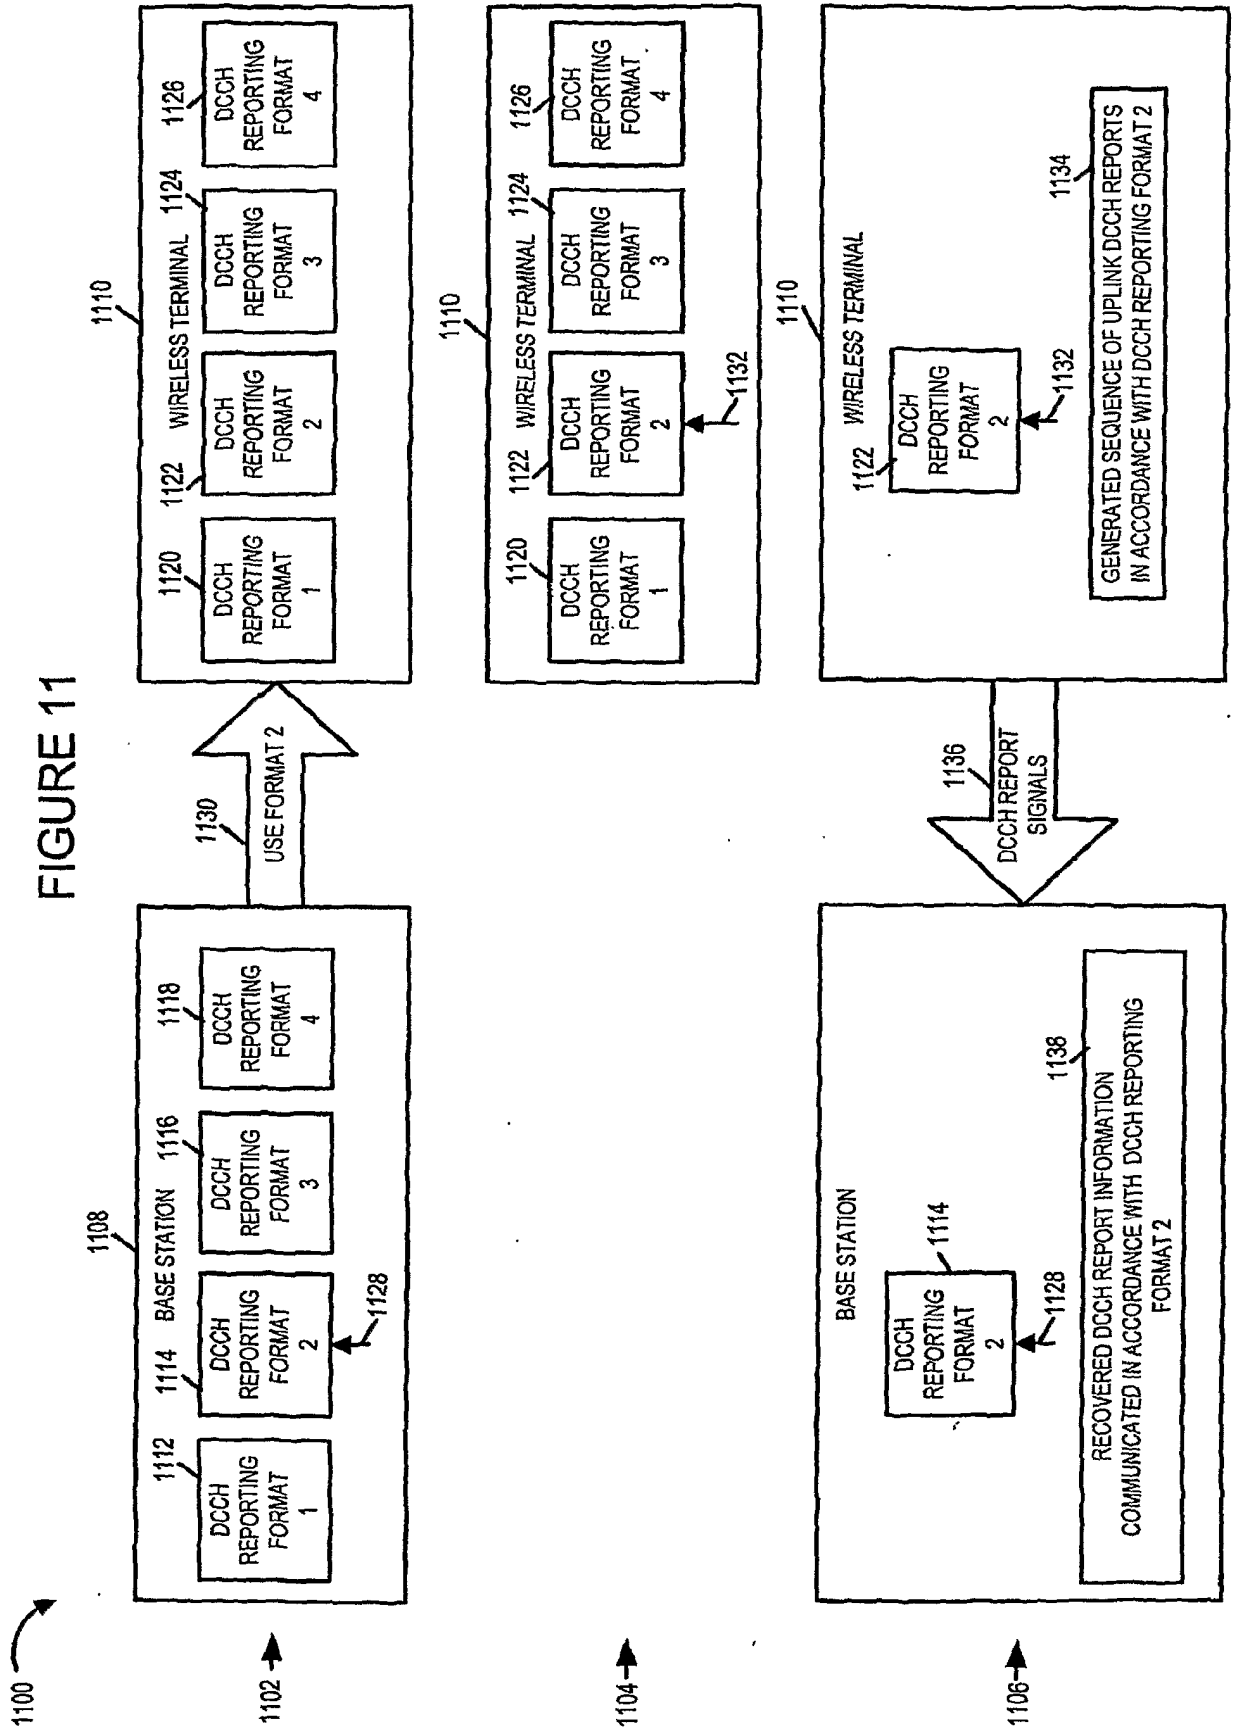 FIGURE 11
1100
1102
1108
BASE STATION
1112
DCCH
REPORTING
FORMAT
1
1114
DCCH
REPORTING
FORMAT
2
1128
1116
DCCH
REPORTING
FORMAT
3
1118
DCCH
REPORTING
FORMAT
4
1130
USE FORMAT 2
1110
WIRELESS TERMINAL
1120
DCCH
REPORTING
FORMAT
1
1122
DCCH
REPORTING
FORMAT
2
1124
DCCH
REPORTING
FORMAT
3
1126
DCCH
REPORTING
FORMAT
4
1104
1110
WIRELESS TERMINAL
1120
DCCH
REPORTING
FORMAT
1
1122
DCCH
REPORTING
FORMAT
2
1132
1124
DCCH
REPORTING
FORMAT
3
1126
DCCH
REPORTING
FORMAT
4
1106
BASE STATION
1114
DCCH
REPORTING
FORMAT
2
1128
1138
RECOVERED DCCH REPORT INFORMATION
COMMUNICATED IN ACCORDANCE WITH DCCH REPORTING
FORMAT 2
1136
DCCH REPORT
SIGNALS
1110
WIRELESS TERMINAL
1122
DCCH
REPORTING
FORMAT
2
1132
1134
GENERATED SEQUENCE OF UPLINK DCCH REPORTS
IN ACCORDANCE WITH DCCH REPORTING FORMAT 2